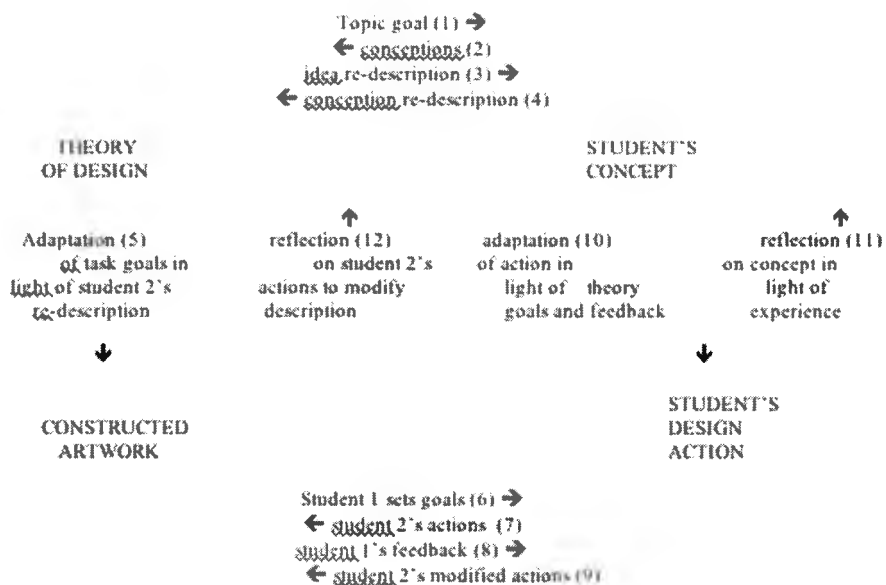 Topic goal (1) →
← conceptions (2)
idea re-description (3) →
← conception re-description (4)
THEORY
OF DESIGN
STUDENT'S
CONCEPT
Adaptation (5)
of task goals in
light of student 2's
re-description
reflection (12)
on student 2's
actions to modify
description
adaptation (10)
of action in
light of theory
goals and feedback
reflection (11)
on concept in
light of
experience
CONSTRUCTED
ARTWORK
STUDENT'S
DESIGN
ACTION
Student 1 sets goals (6) →
← student 2's actions (7)
student 1's feedback (8) →
← student 2's modified actions (9)